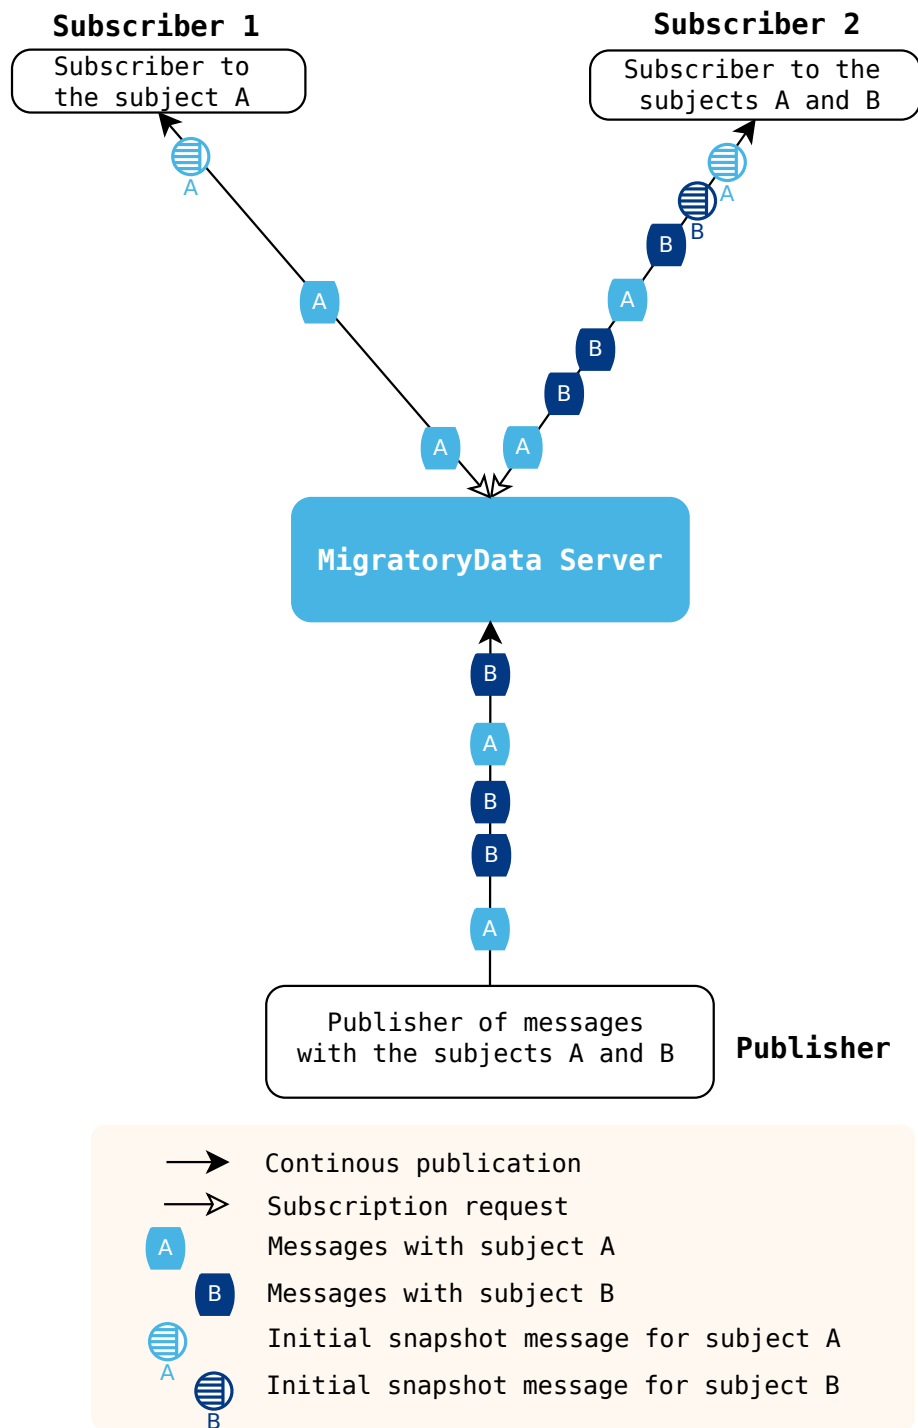 Subscriber 1
Subscriber 2
Subscriber to
the subject A
Subscriber to the
subjects A and B
A
A
B
B
A
A
B
B
A
A
MigratoryData Server
B
A
B
B
A
Publisher of messages
with the subjects A and B
Publisher
Continous publication
Subscription request
A
Messages with subject A
B
Messages with subject B
Initial snapshot message for subject A
A
Initial snapshot message for subject B
B